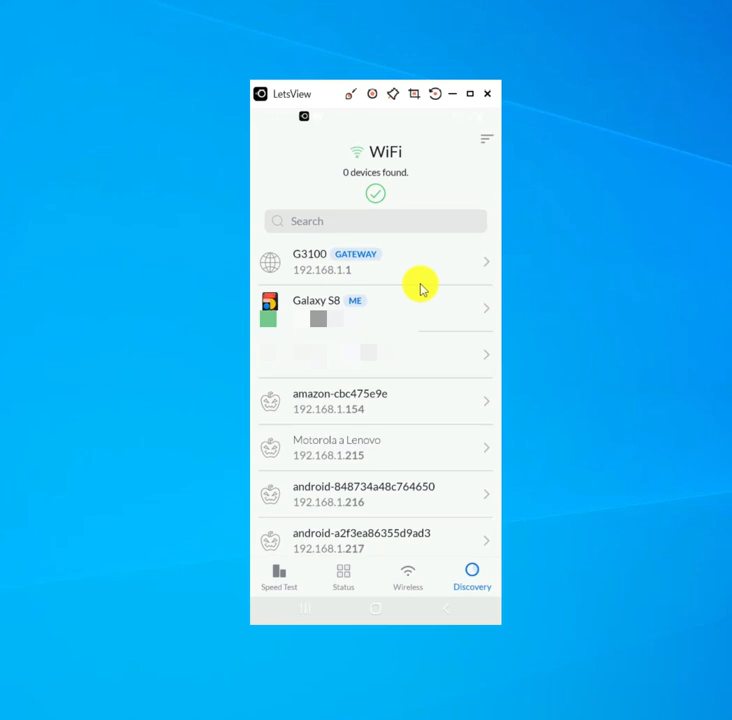 LetsView
WiFi
0 devices found.
Search
G3100 GATEWAY
192.168.1.1
Galaxy S8 ME
amazon-cbc475e9e
192.168.1.154
Motorola a Lenovo
192.168.1.215
android-848734a48c764650
192.168.1.216
android-a2f3ea86355d9ad3
192.168.1.217
Speed Test Status Wireless Discovery